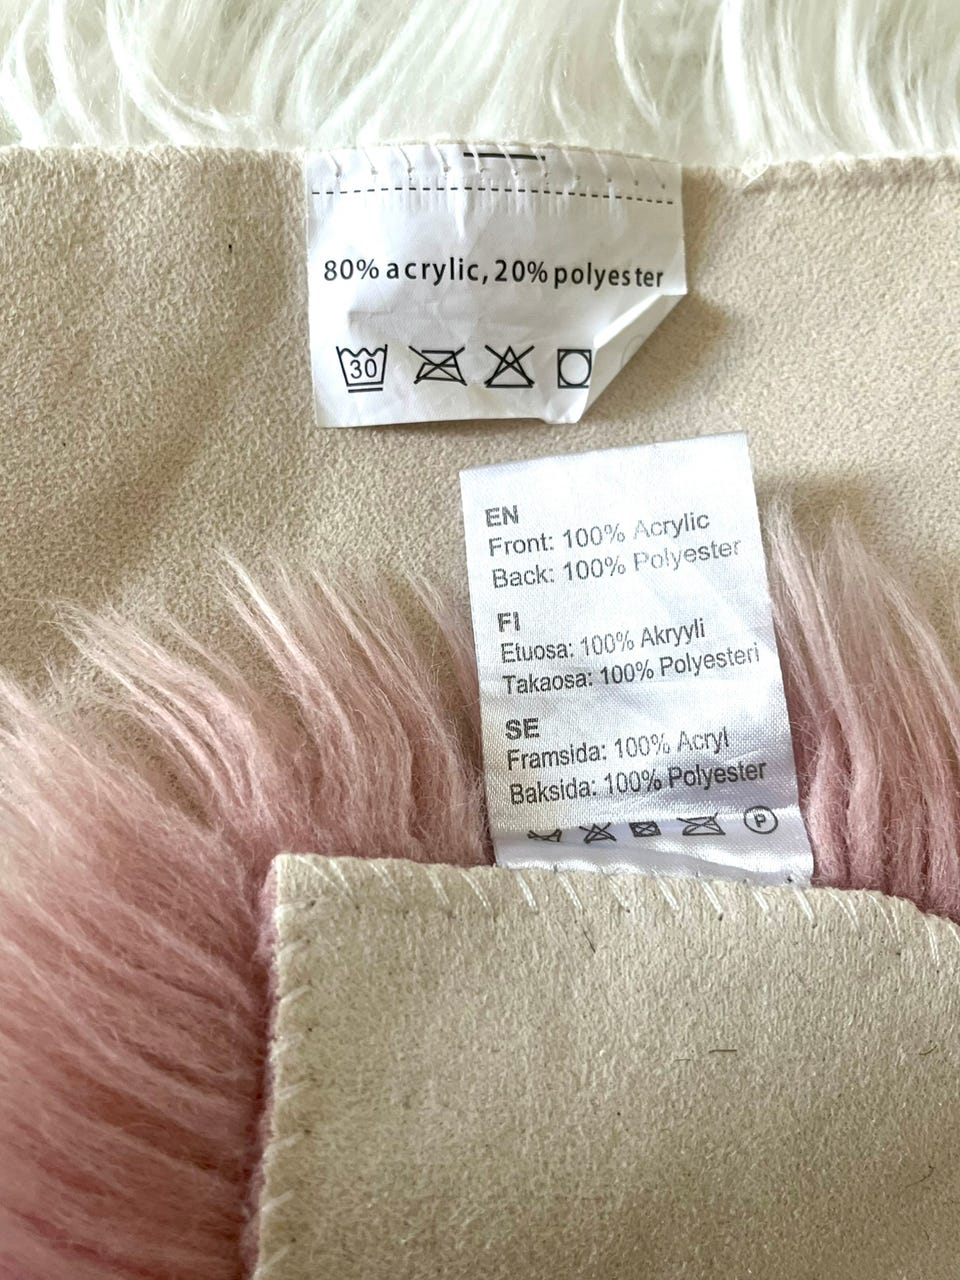 80% acrylic, 20% polyester
30
EN
Front: 100% Acrylic
Back: 100% Polyester
FI
Etuosa: 100% Akryyli
Takaosa: 100% Polyesteri
SE
Framsida: 100% Acryl
Baksida: 100% Polyester
P